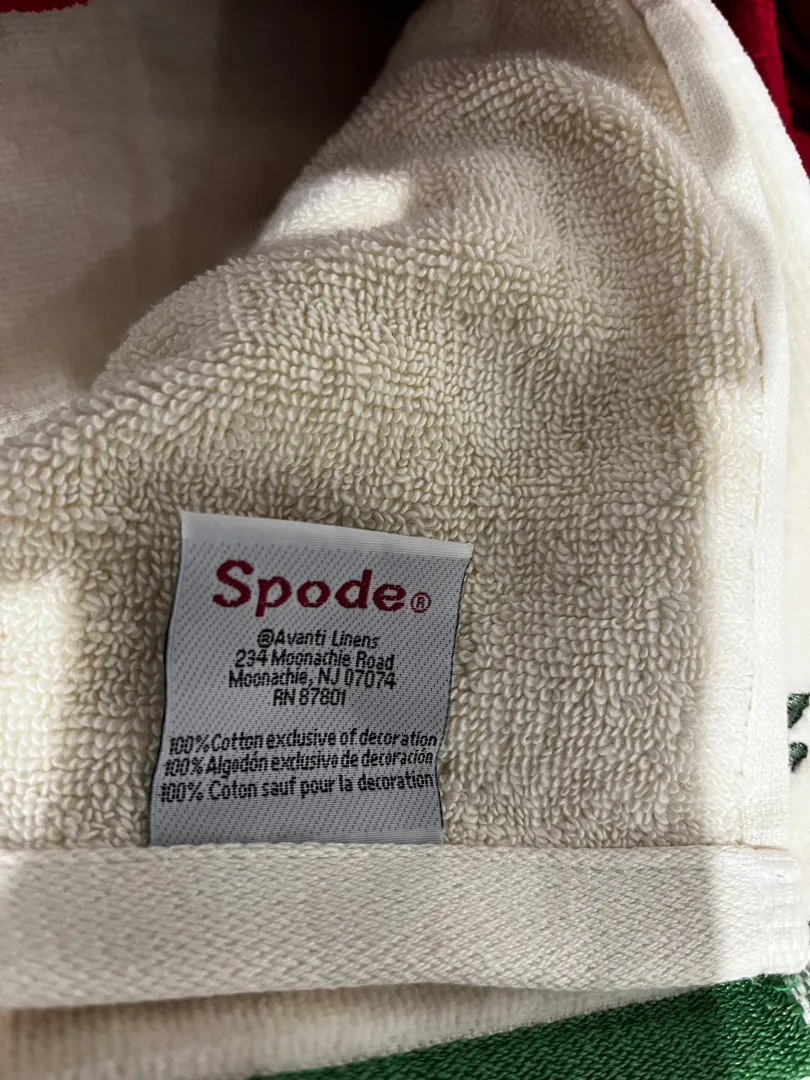 Spode®
®Avanti Linens
234 Moonachie Road
Moonachie, NJ 07074
RN 87801
100% Cotton exclusive of decoration
100% Algodón exclusivo de decoración
100% Coton sauf pour la decoration